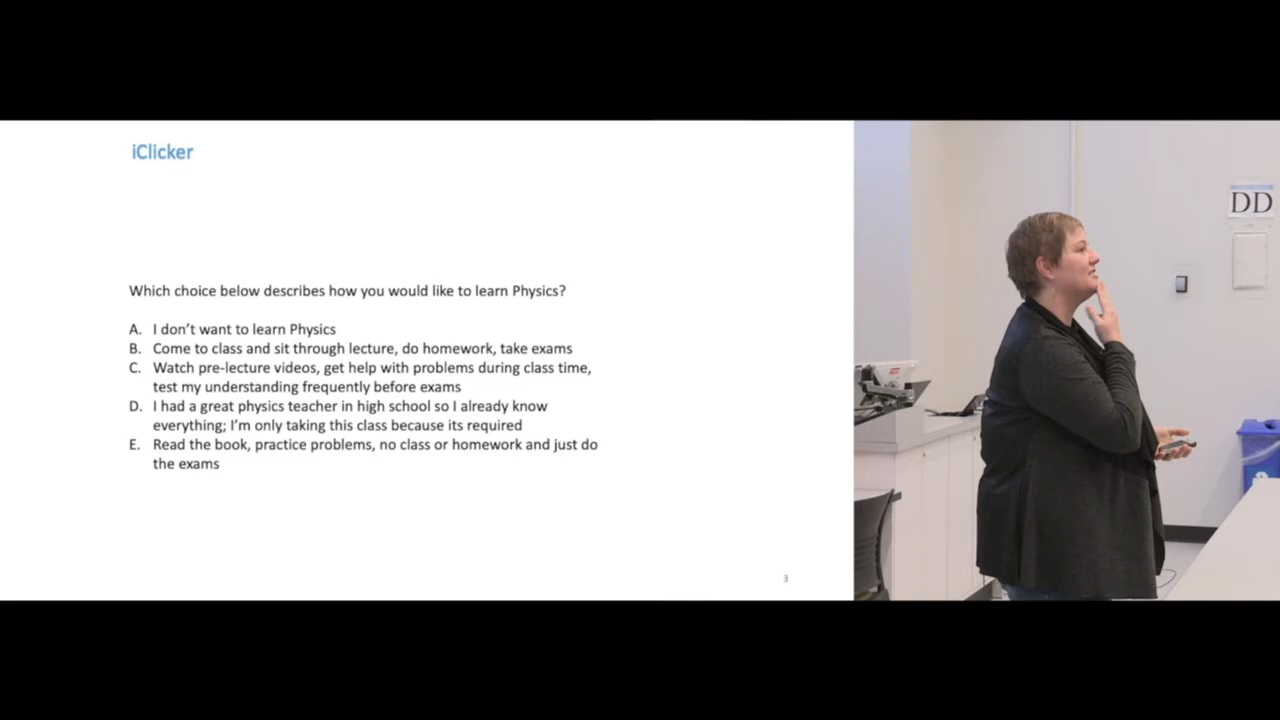 iClicker
Which choice below describes how you would like to learn Physics?
A. I don't want to learn Physics
B. Come to class and sit through lecture, do homework, take exams
C. Watch pre-lecture videos, get help with problems during class time,
test my understanding frequently before exams
D. I had a great physics teacher in high school so I already know
everything; I'm only taking this class because its required
E. Read the book, practice problems, no class or homework and just do
the exams
3
DD